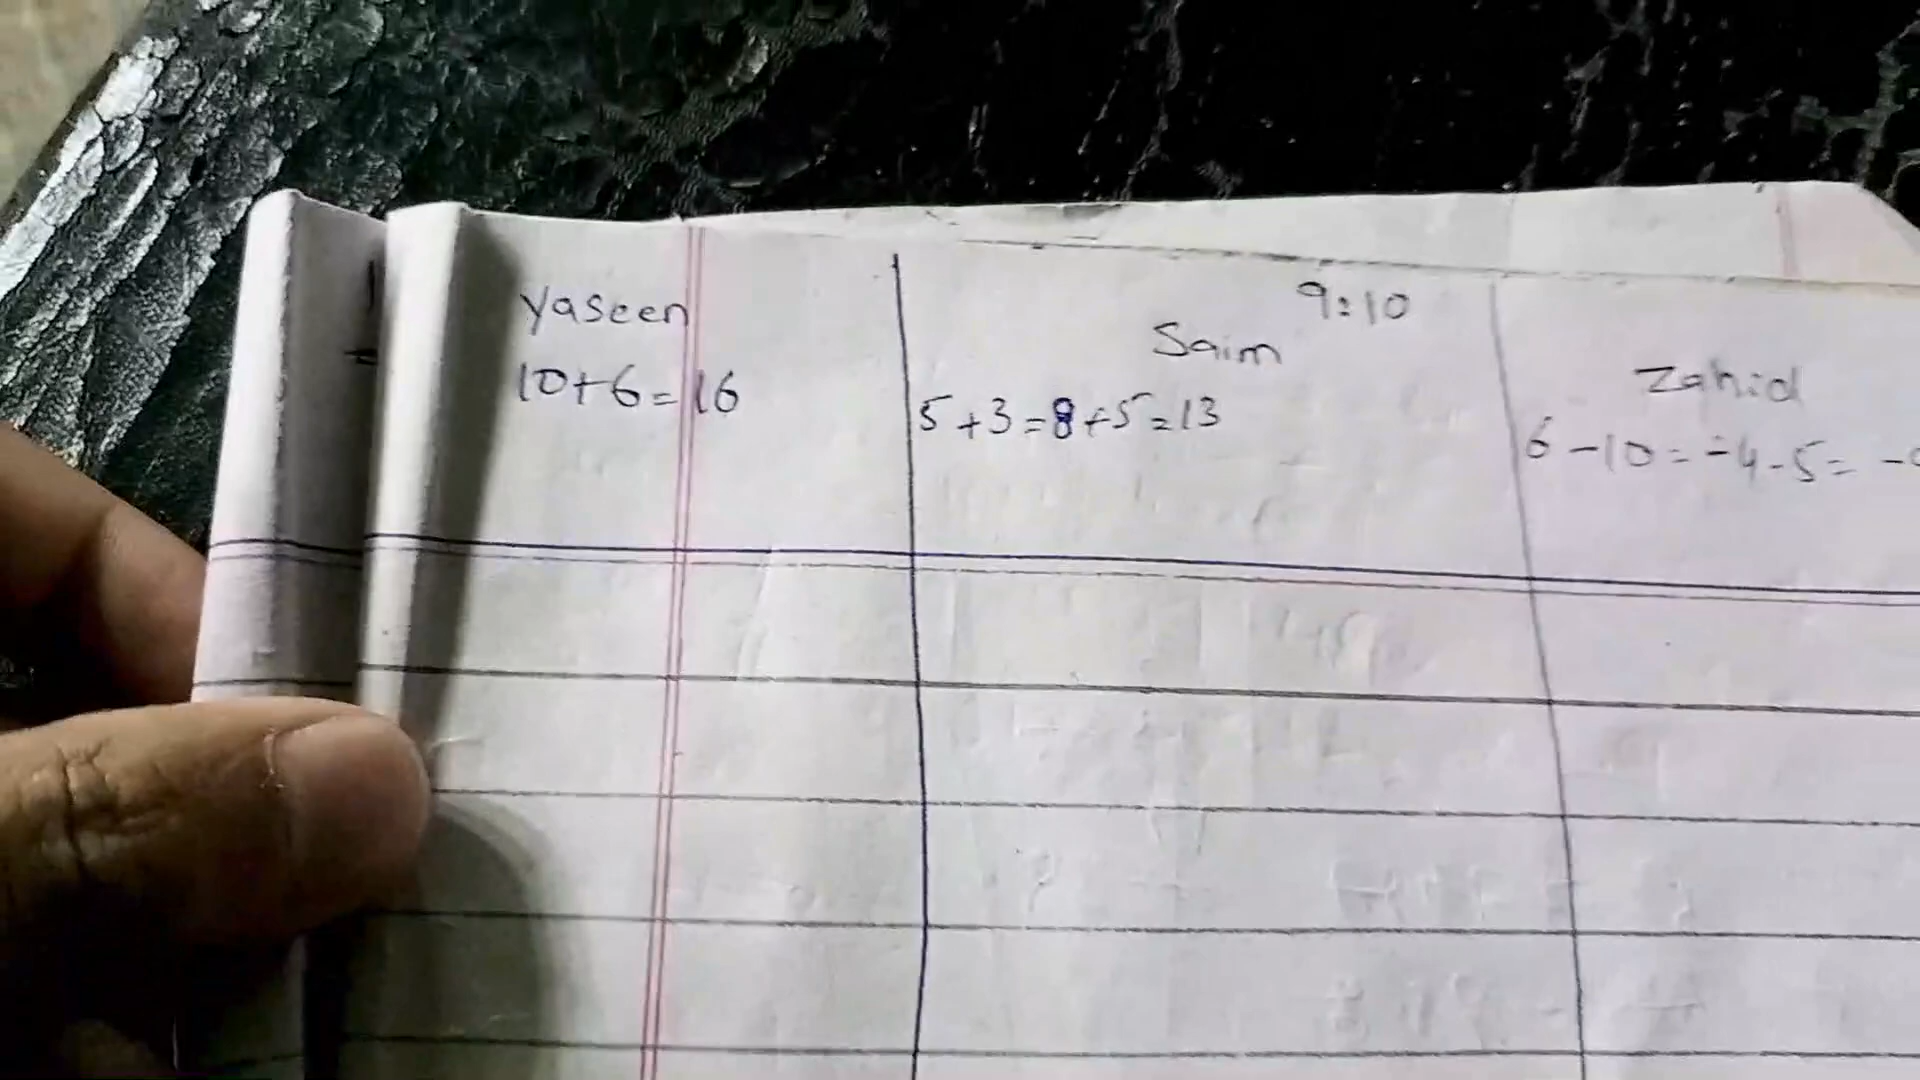 Yaseen
10+6=16
9:10
Saim
5+3=8+5=13
Zahid
6-10=-4-5=-